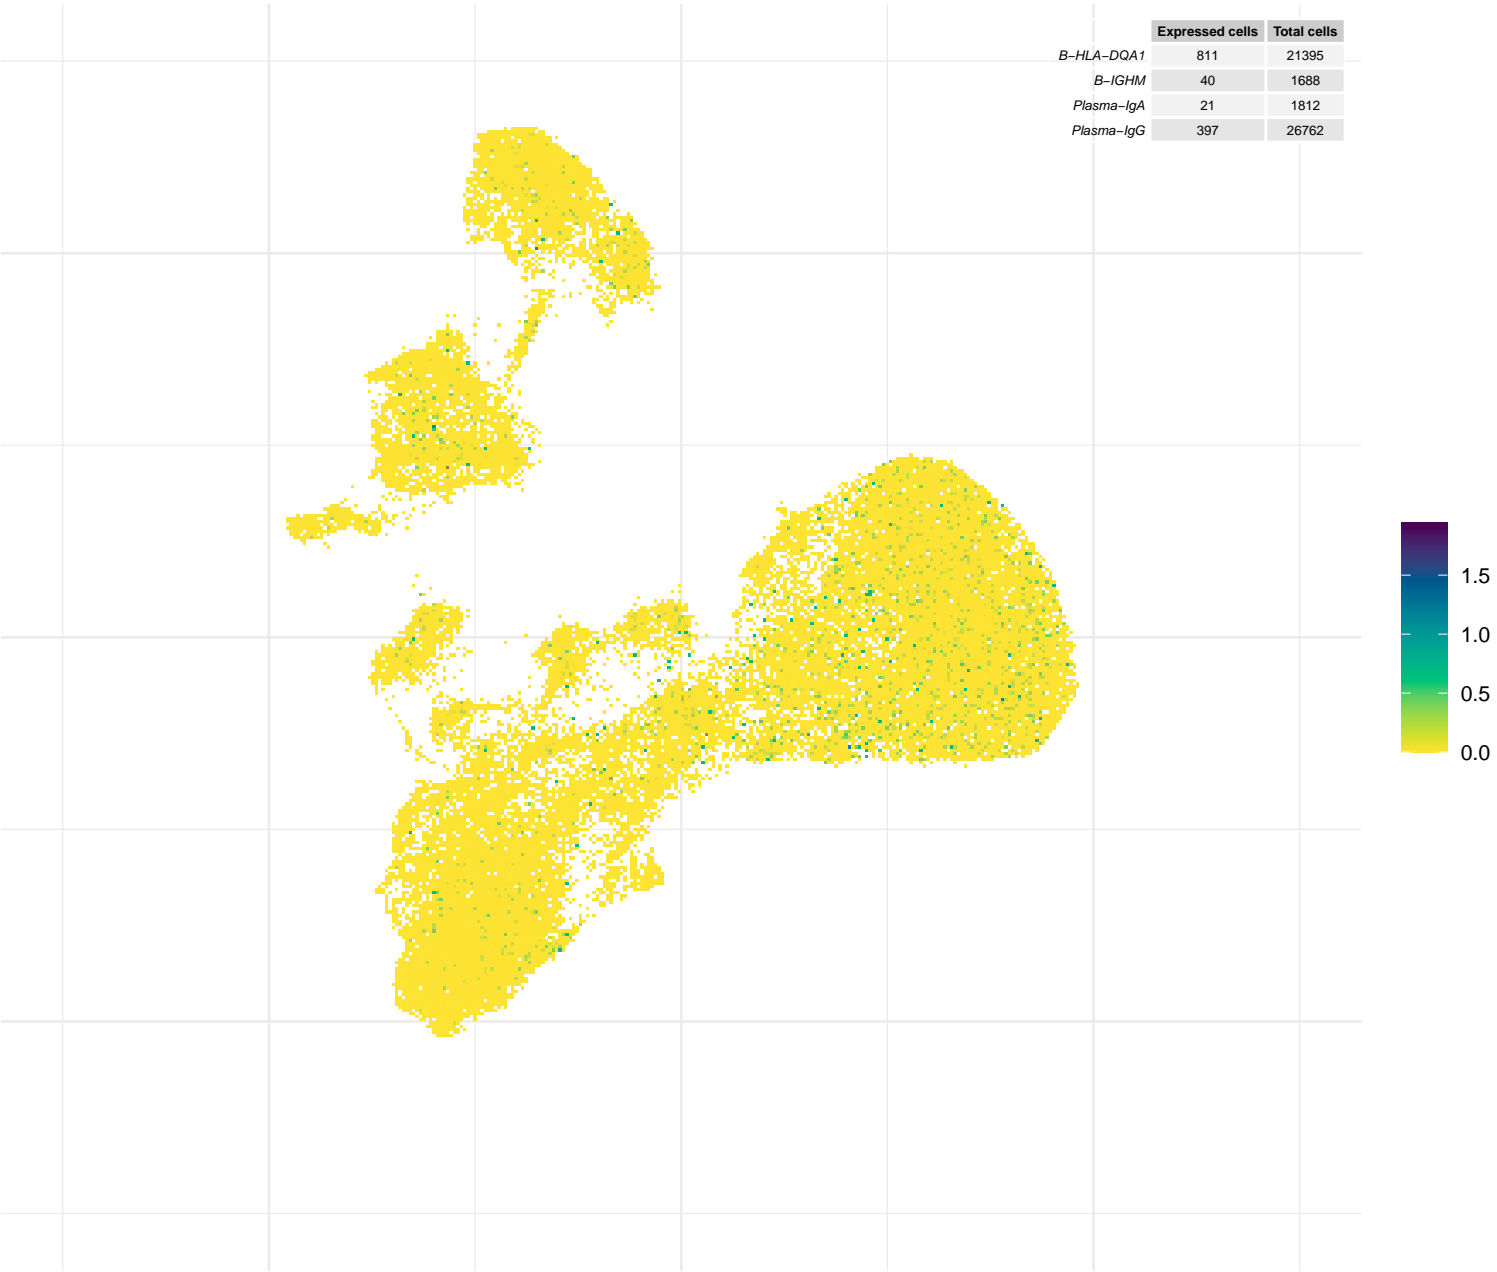 Expressed cells Total cells
B-HLA-DQA1 811 21395
B-IGHM 40 1688
Plasma-IgA 21 1812
Plasma-IgG 397 26762
1.5
1.0
0.5
0.0